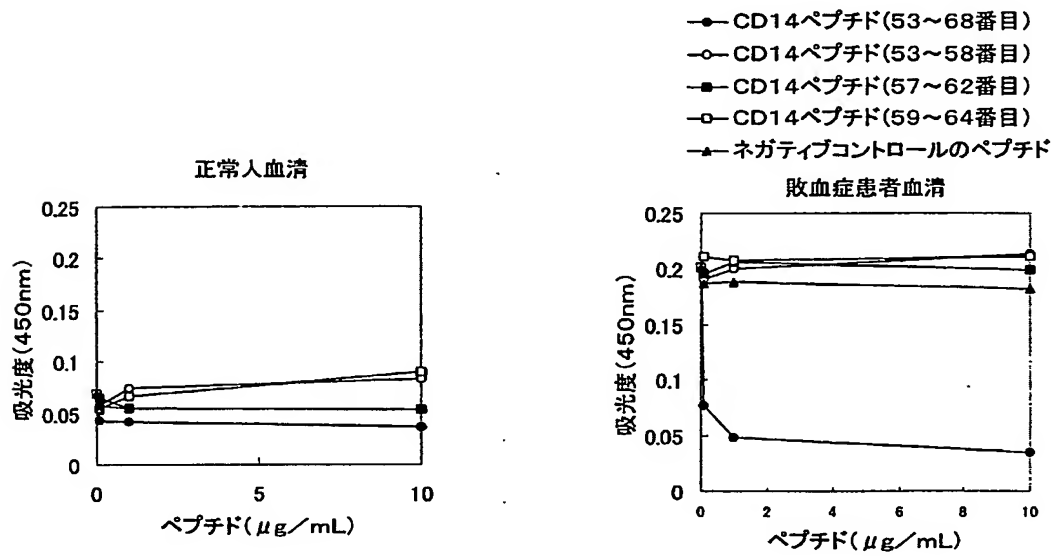 CD14ペプチド(53～68番目)
CD14ペプチド(53～58番目)
CD14ペプチド(57～62番目)
CD14ペプチド(59～64番目)
ネガティブコントロールのペプチド
正常人血清
吸光度(450nm)
0.25
0.2
0.15
0.1
0.05
0
0 5 10
ペプチド(μg／mL)
敗血症患者血清
吸光度(450nm)
0.25
0.2
0.15
0.1
0.05
0
0 2 4 6 8 10
ペプチド(μg／mL)